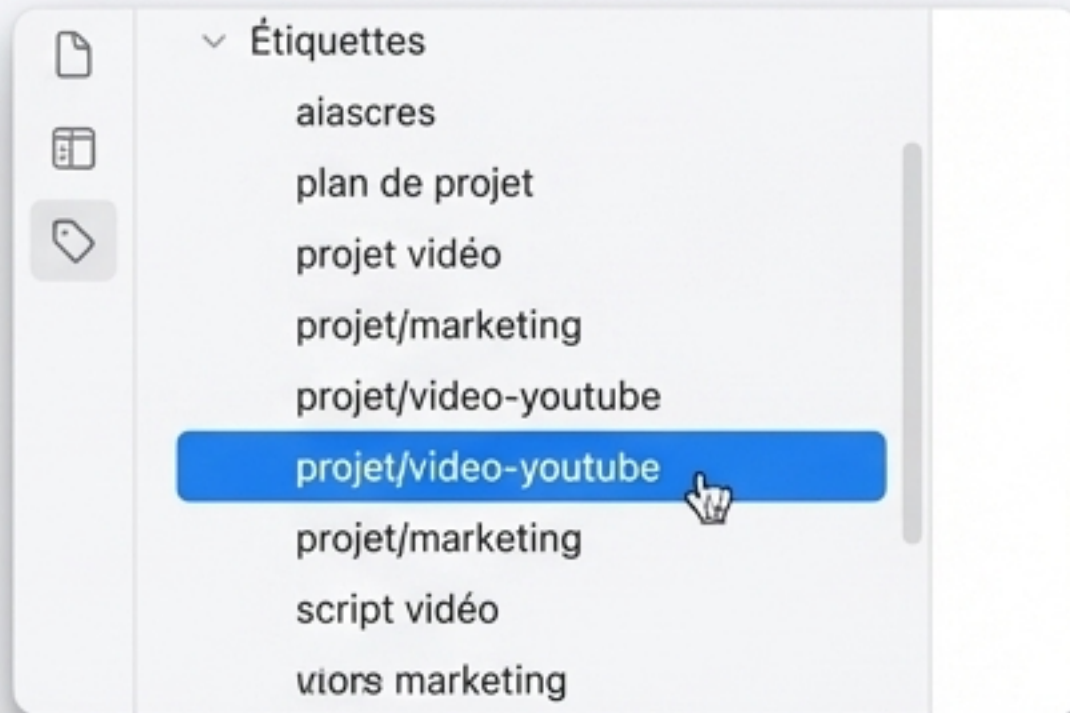 Étiquettes
aiascres
plan de projet
projet vidéo
projet/marketing
projet/video-youtube
projet/video-youtube
projet/marketing
script vidéo
marketing